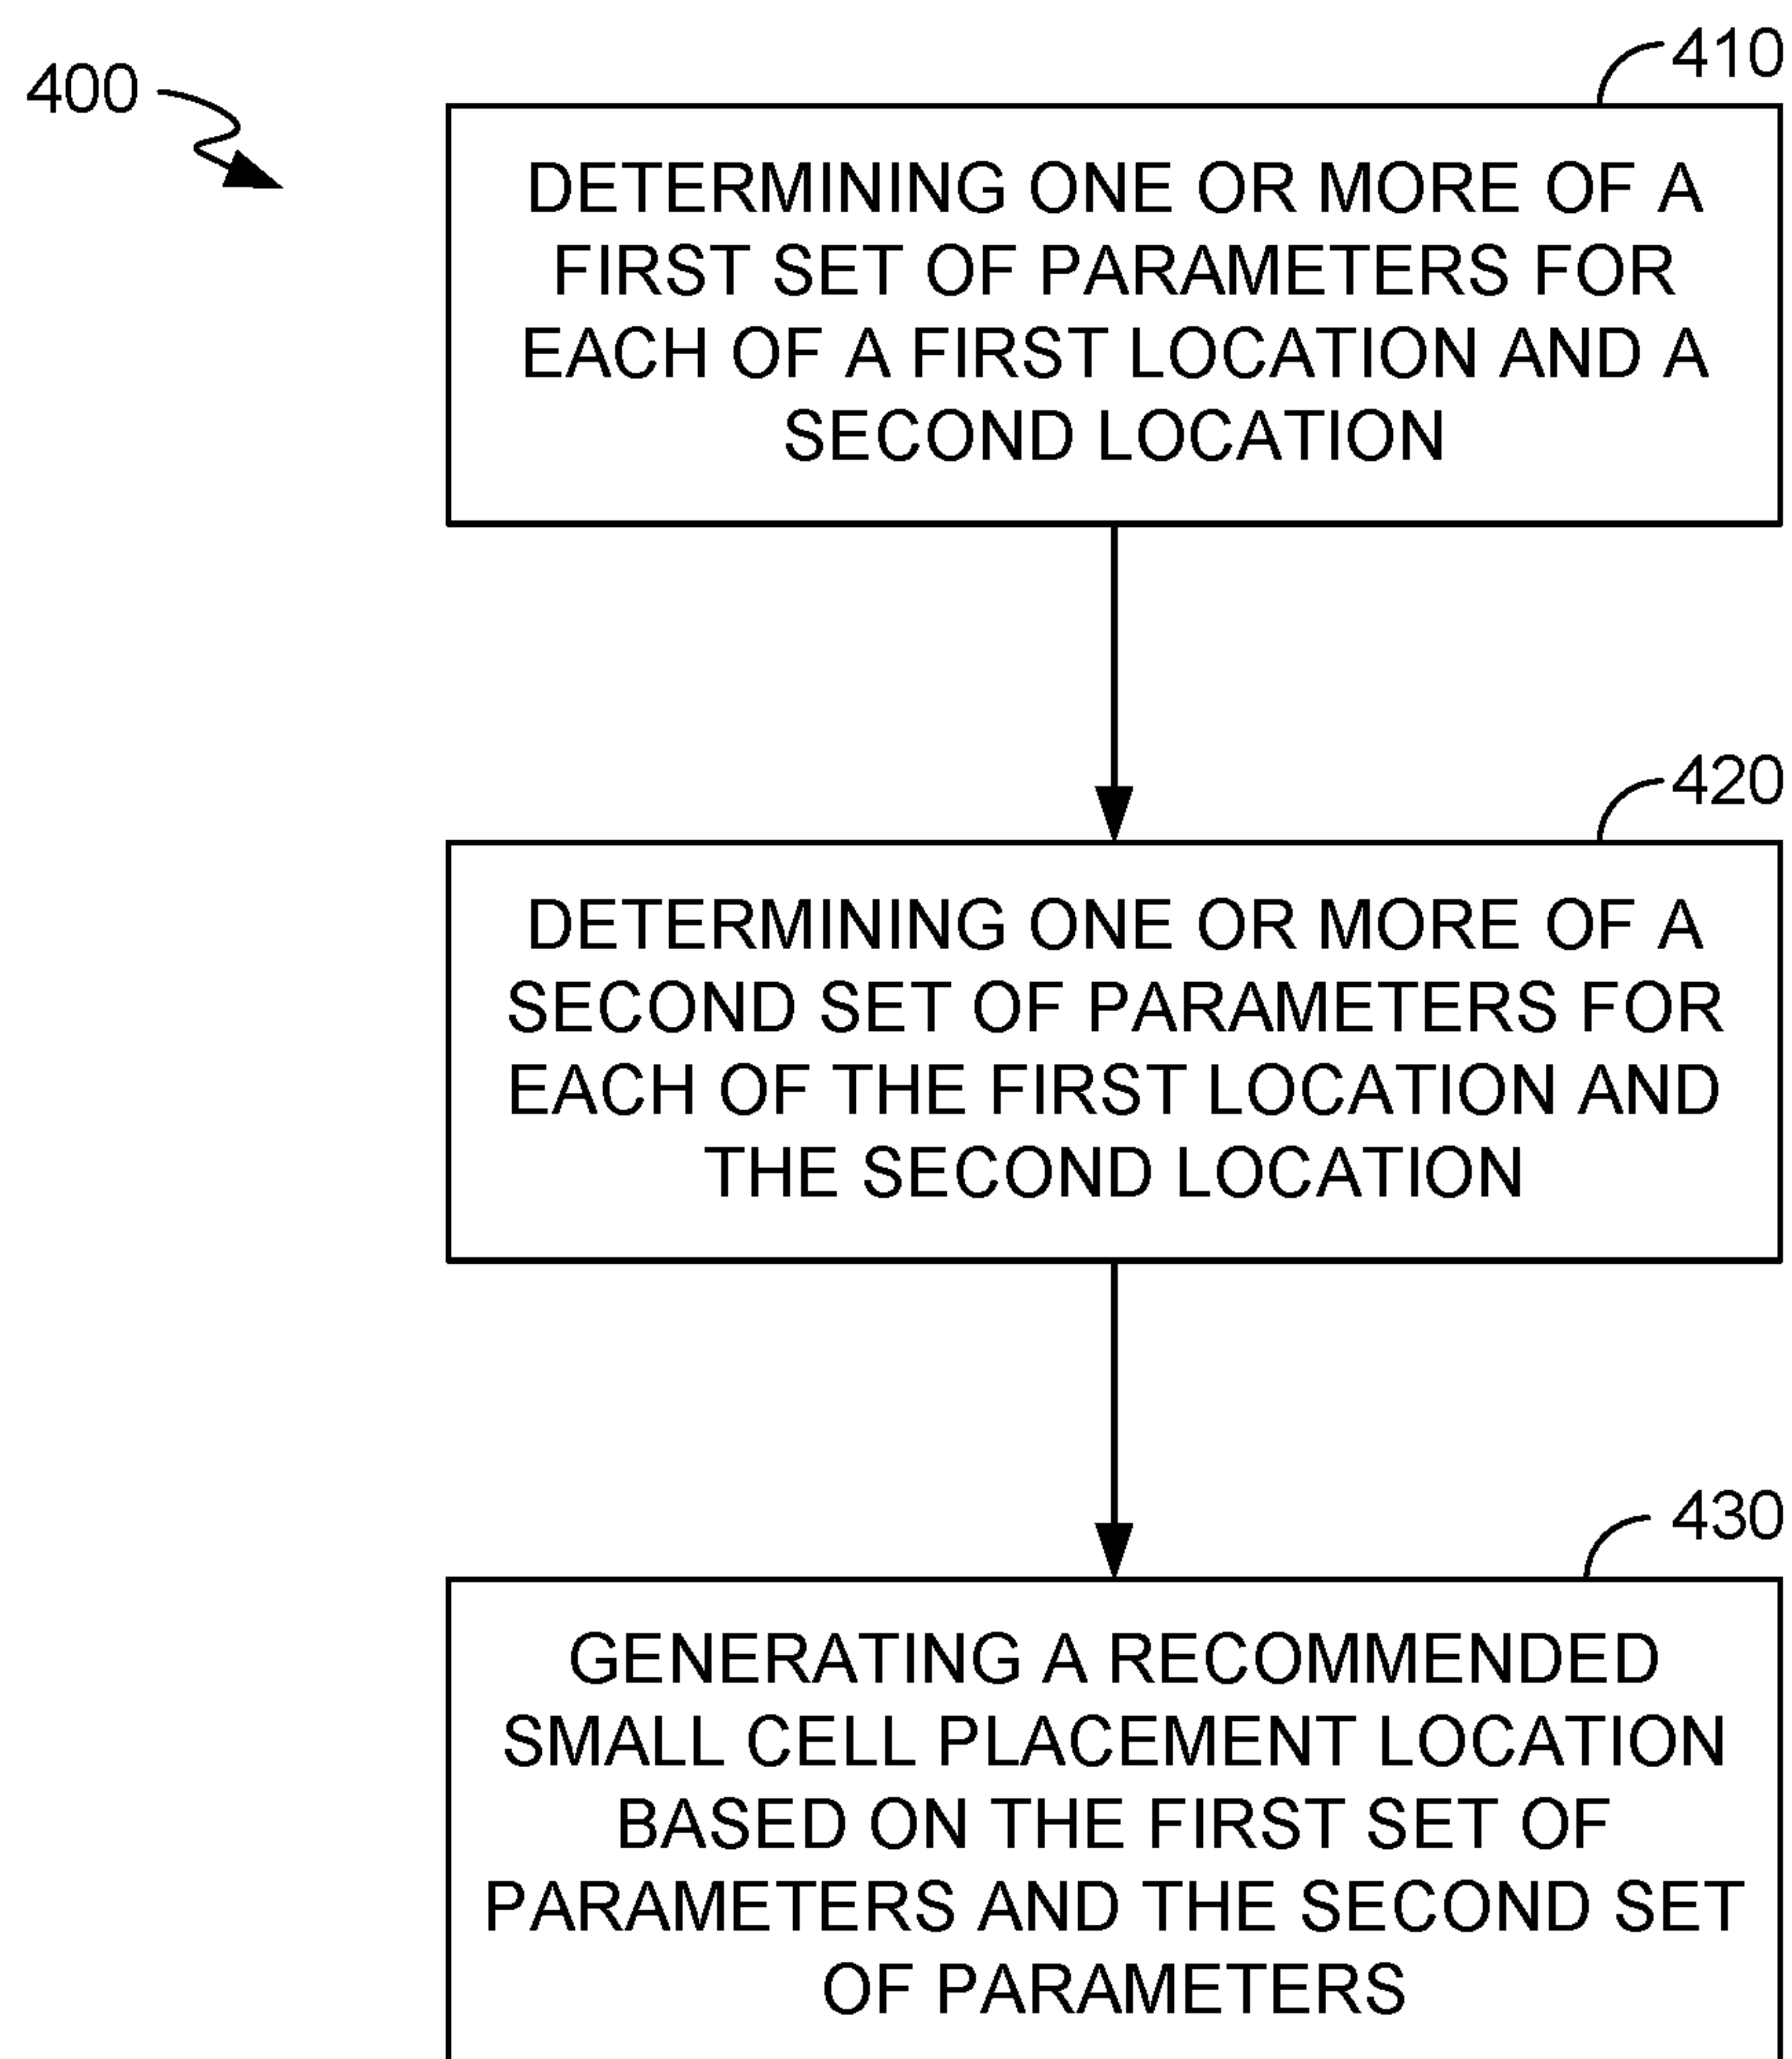 400
410
DETERMINING ONE OR MORE OF A
FIRST SET OF PARAMETERS FOR
EACH OF A FIRST LOCATION AND A
SECOND LOCATION
420
DETERMINING ONE OR MORE OF A
SECOND SET OF PARAMETERS FOR
EACH OF THE FIRST LOCATION AND
THE SECOND LOCATION
430
GENERATING A RECOMMENDED
SMALL CELL PLACEMENT LOCATION
BASED ON THE FIRST SET OF
PARAMETERS AND THE SECOND SET
OF PARAMETERS